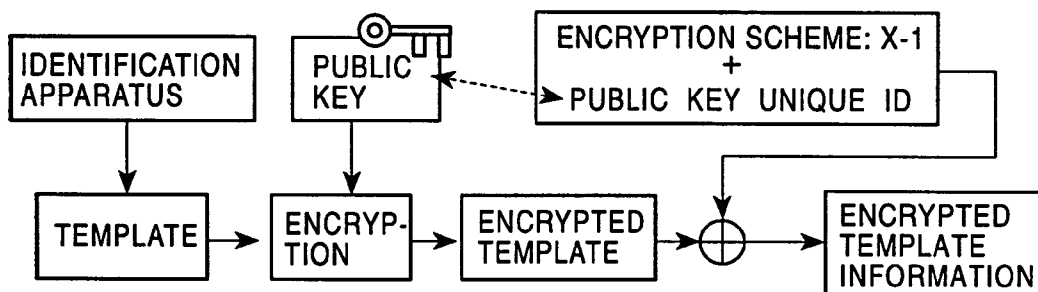 IDENTIFICATION
APPARATUS
PUBLIC
KEY
ENCRYPTION SCHEME: X-1
+
PUBLIC KEY UNIQUE ID
TEMPLATE
ENCRYP-
TION
ENCRYPTED
TEMPLATE
ENCRYPTED
TEMPLATE
INFORMATION